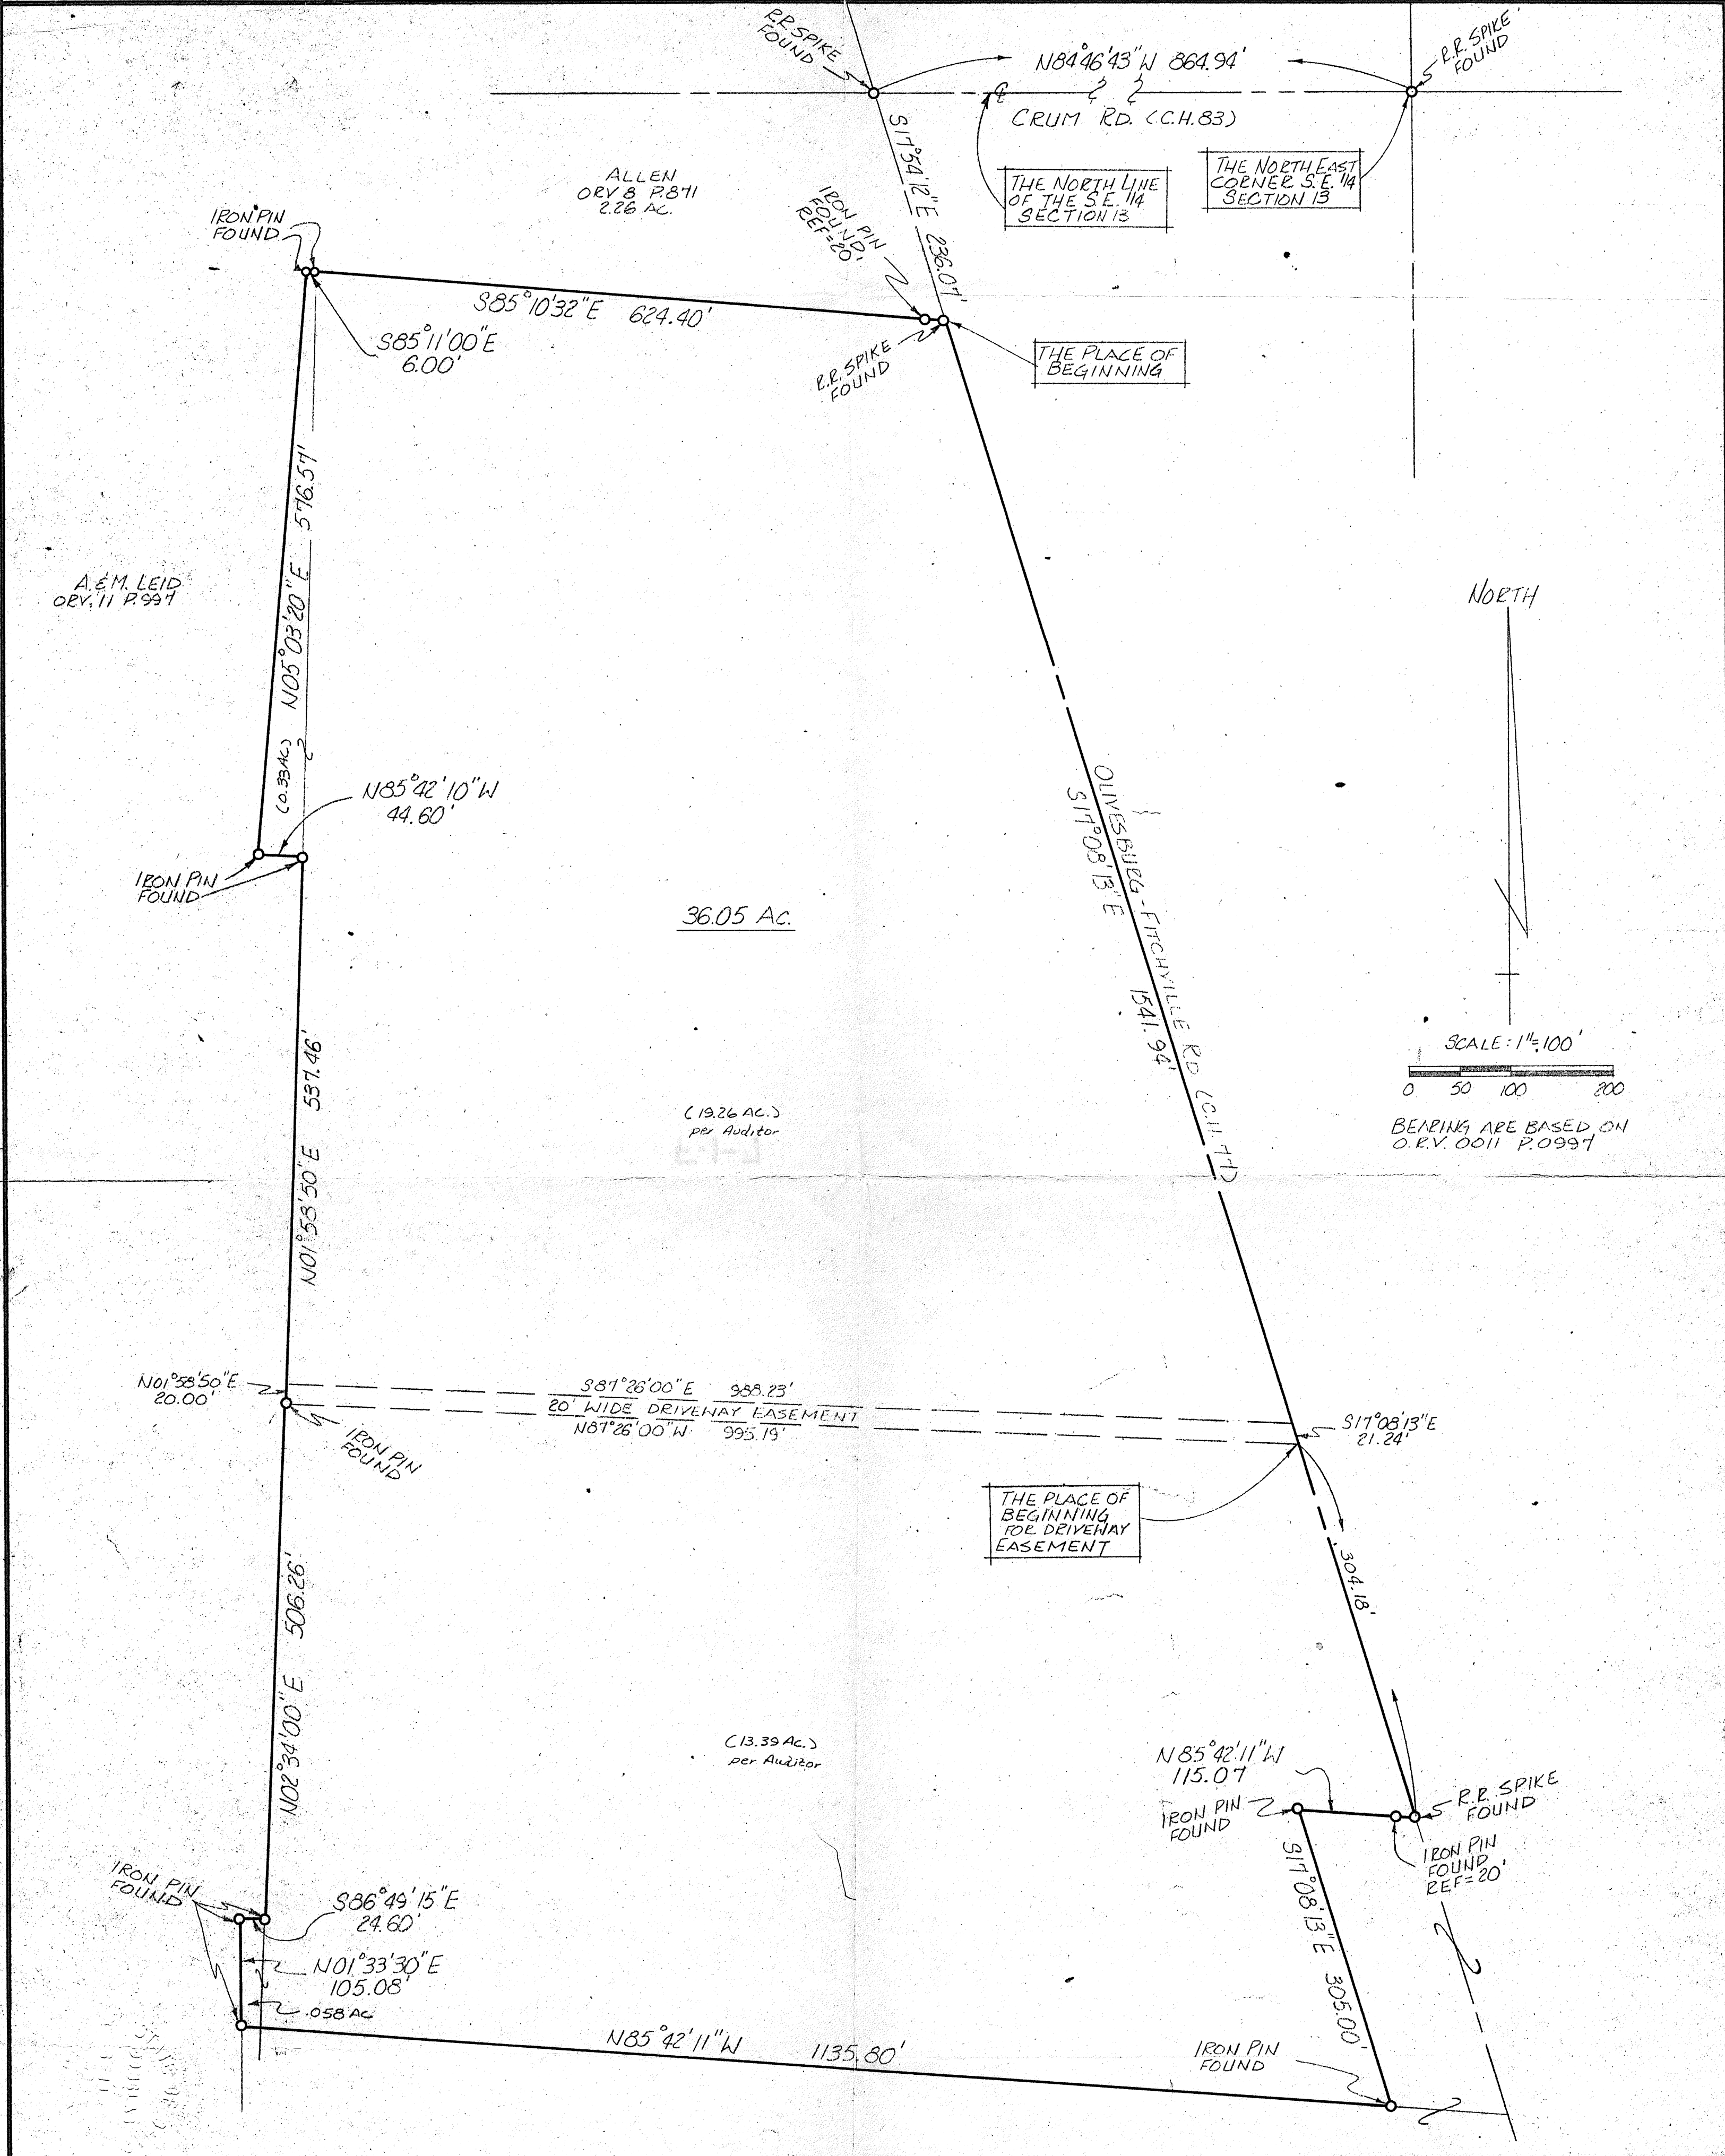 R.R. SPIKE
FOUND
N84°46'43"W 864.94'
R.R. SPIKE
FOUND
CRUM RD. (C.H.83)
S17°54'12"E 236.07'
THE NORTH LINE
OF THE S.E. 1/4
SECTION 13
THE NORTH EAST
CORNER S.E. 1/4
SECTION 13
ALLEN
ORV 8 P.871
2.26 AC.
IRON PIN
FOUND
REF=20'
IRON PIN
FOUND
S85°10'32"E 624.40'
S85°11'00"E
6.00'
R.R. SPIKE
FOUND
THE PLACE OF
BEGINNING
N05°03'20"E 576.57'
(0.33AC)
A.&M. LEID
ORV. 11 P.997
NORTH
N85°42'10"W
44.60'
IRON PIN
FOUND
OLIVESBURG-FITCHVILLE RD (C.H. 77)
S17°08'13"E 1541.94'
36.05 AC.
SCALE: 1"=100'
0 50 100 200
BEARING ARE BASED ON
O.R.V. 0011 P.0997
N01°58'50"E 537.46'
(19.26 AC.)
per Auditor
N01°58'50"E
20.00'
S87°26'00"E 988.23'
20' WIDE DRIVEWAY EASEMENT
N87°26'00"W 995.19'
S17°08'13"E
21.24'
IRON PIN
FOUND
THE PLACE OF
BEGINNING
FOR DRIVEWAY
EASEMENT
304.18'
N02°34'00"E 506.26'
(13.39 AC.)
per Auditor
N85°42'11"W
115.07
IRON PIN
FOUND
R.R. SPIKE
FOUND
IRON PIN
FOUND
REF=20'
S17°08'13"E 305.00'
IRON PIN
FOUND
S86°49'15"E
24.60'
N01°33'30"E
105.08'
.058 AC
N85°42'11"W 1135.80'
IRON PIN
FOUND